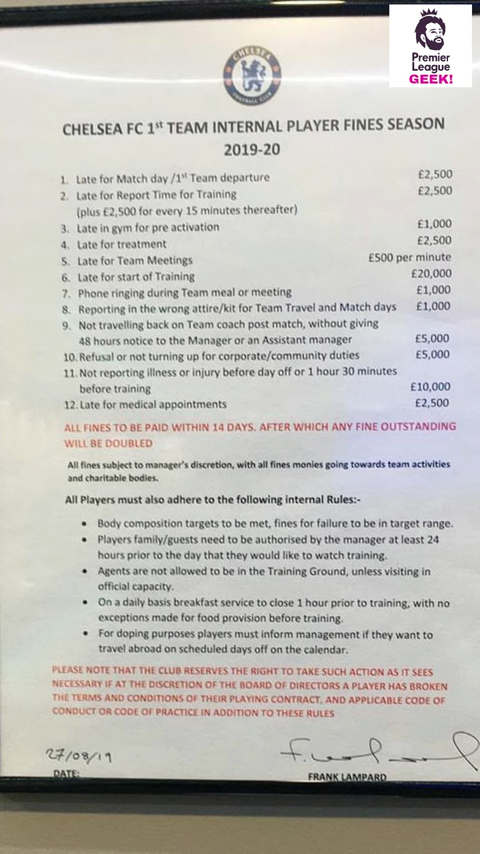 Premier
League
GEEK!
CHELSEA
FOOTBALL CLUB
CHELSEA FC 1st TEAM INTERNAL PLAYER FINES SEASON
2019-20
1. Late for Match day /1st Team departure £2,500
2. Late for Report Time for Training £2,500
(plus £2,500 for every 15 minutes thereafter)
3. Late in gym for pre activation £1,000
4. Late for treatment £2,500
5. Late for Team Meetings £500 per minute
6. Late for start of Training £20,000
7. Phone ringing during Team meal or meeting £1,000
8. Reporting in the wrong attire/kit for Team Travel and Match days £1,000
9. Not travelling back on Team coach post match, without giving
48 hours notice to the Manager or an Assistant manager £5,000
10. Refusal or not turning up for corporate/community duties £5,000
11. Not reporting illness or injury before day off or 1 hour 30 minutes
before training £10,000
12. Late for medical appointments £2,500
ALL FINES TO BE PAID WITHIN 14 DAYS. AFTER WHICH ANY FINE OUTSTANDING
WILL BE DOUBLED
All fines subject to manager's discretion, with all fines monies going towards team activities
and charitable bodies.
All Players must also adhere to the following internal Rules:-
• Body composition targets to be met, fines for failure to be in target range.
• Players family/guests need to be authorised by the manager at least 24
hours prior to the day that they would like to watch training.
• Agents are not allowed to be in the Training Ground, unless visiting in
official capacity.
• On a daily basis breakfast service to close 1 hour prior to training, with no
exceptions made for food provision before training.
• For doping purposes players must inform management if they want to
travel abroad on scheduled days off on the calendar.
PLEASE NOTE THAT THE CLUB RESERVES THE RIGHT TO TAKE SUCH ACTION AS IT SEES
NECESSARY IF AT THE DISCRETION OF THE BOARD OF DIRECTORS A PLAYER HAS BROKEN
THE TERMS AND CONDITIONS OF THEIR PLAYING CONTRACT, AND APPLICABLE CODE OF
CONDUCT OR CODE OF PRACTICE IN ADDITION TO THESE RULES
27/08/19
DATE: FRANK LAMPARD